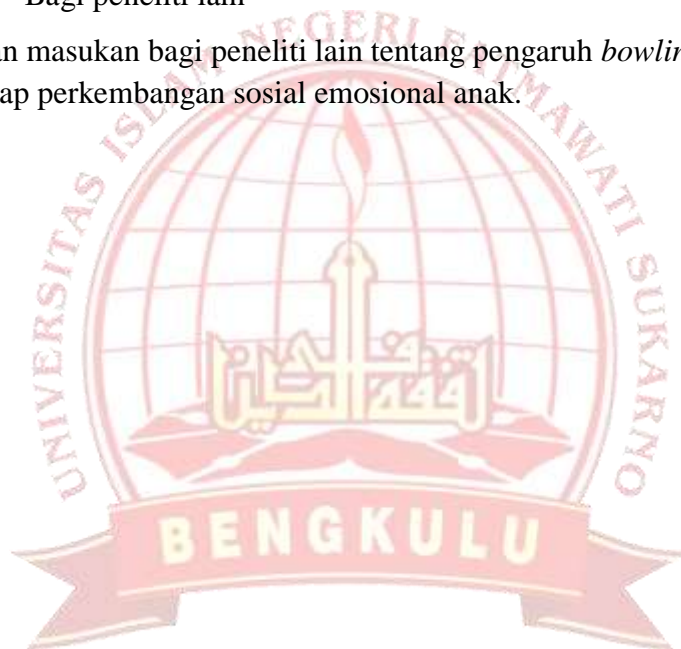 Bagi peneliti lain
an masukan bagi peneliti lain tentang pengaruh bowlin
ap perkembangan sosial emosional anak.
UNIVERSITAS ISLAM NEGERI FATMAWATI SUKARNO
BENGKULU